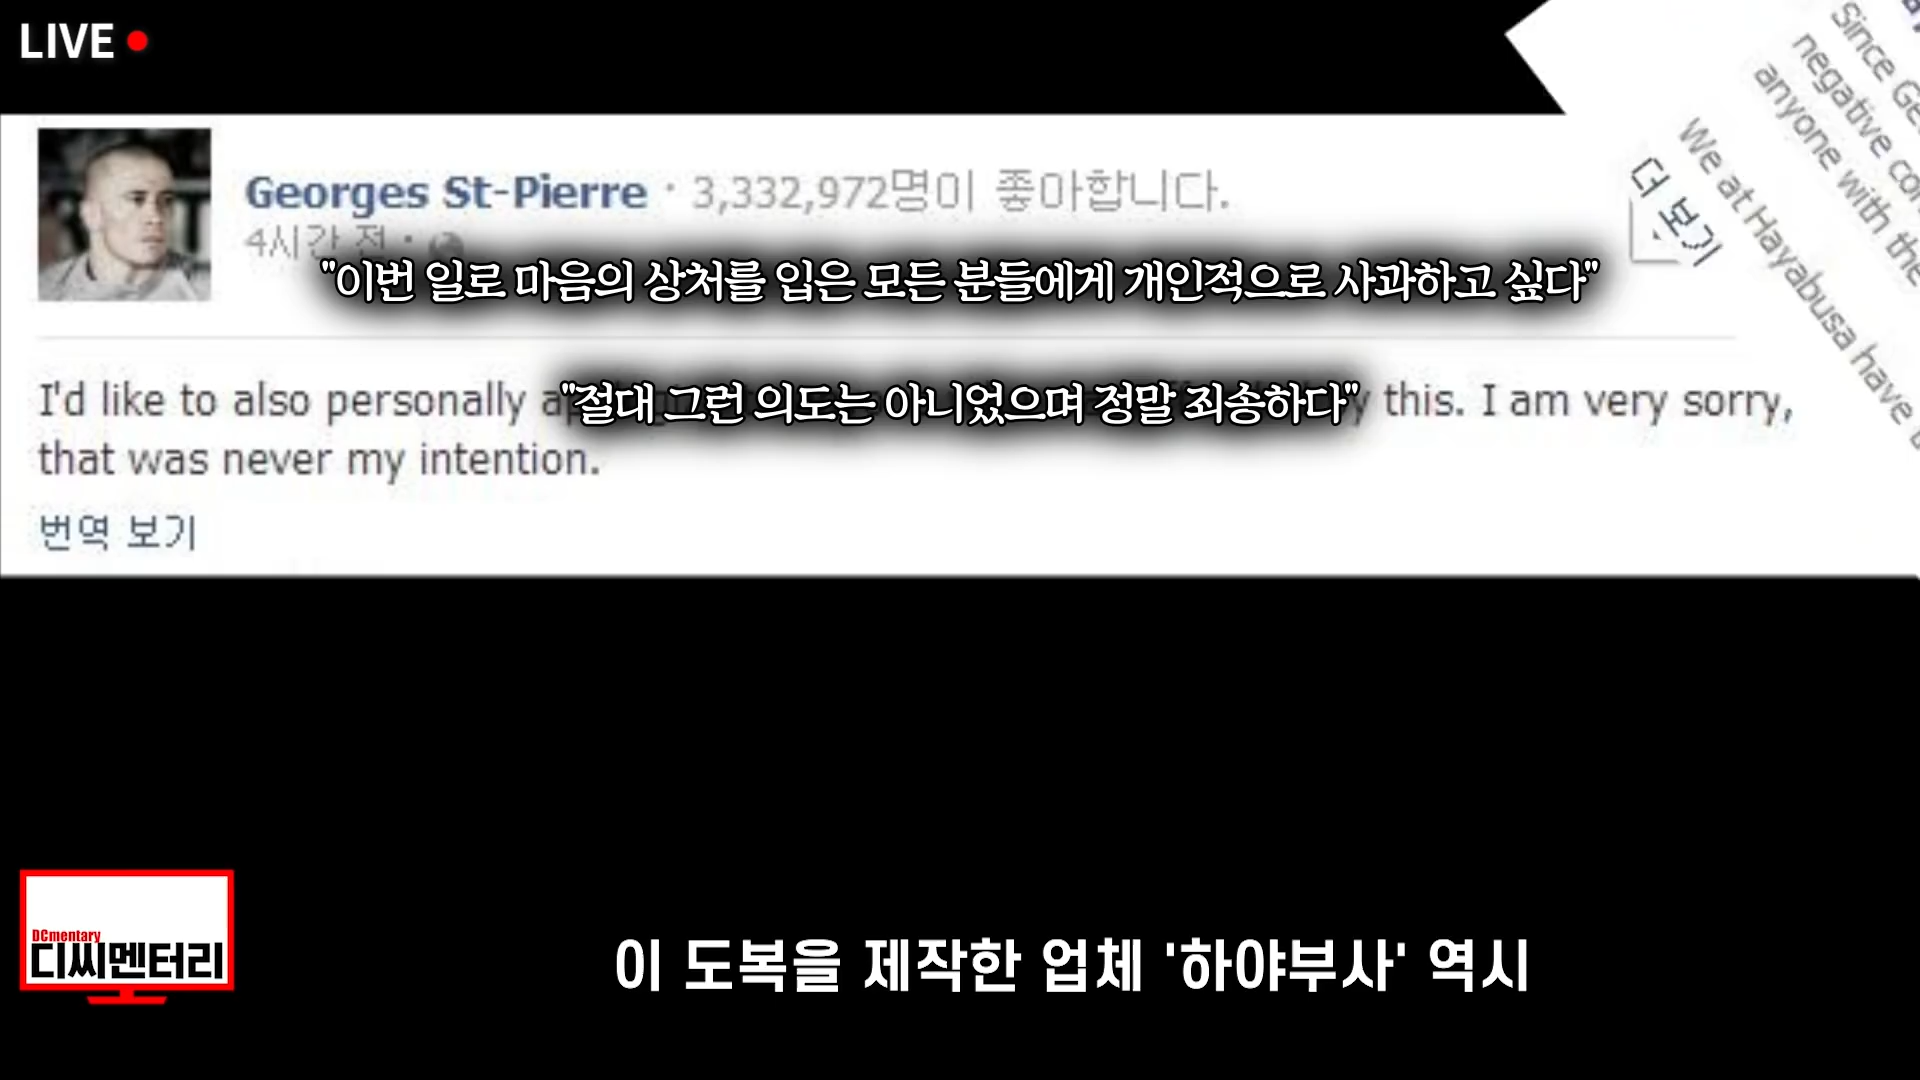 LIVE
Georges St-Pierre · 3,332,972명이 좋아합니다.
4시간 전 ·
"이번 일로 마음의 상처를 입은 모든 분들에게 개인적으로 사과하고 싶다"
I'd like to also personally
"절대 그런 의도는 아니었으며 정말 죄송하다"
this. I am very sorry,
that was never my intention.
번역 보기
Since
negative
anyone with the
We at Hayabusa have
더 보기
DCmentary
디씨멘터리
이 도복을 제작한 업체 '하야부사' 역시